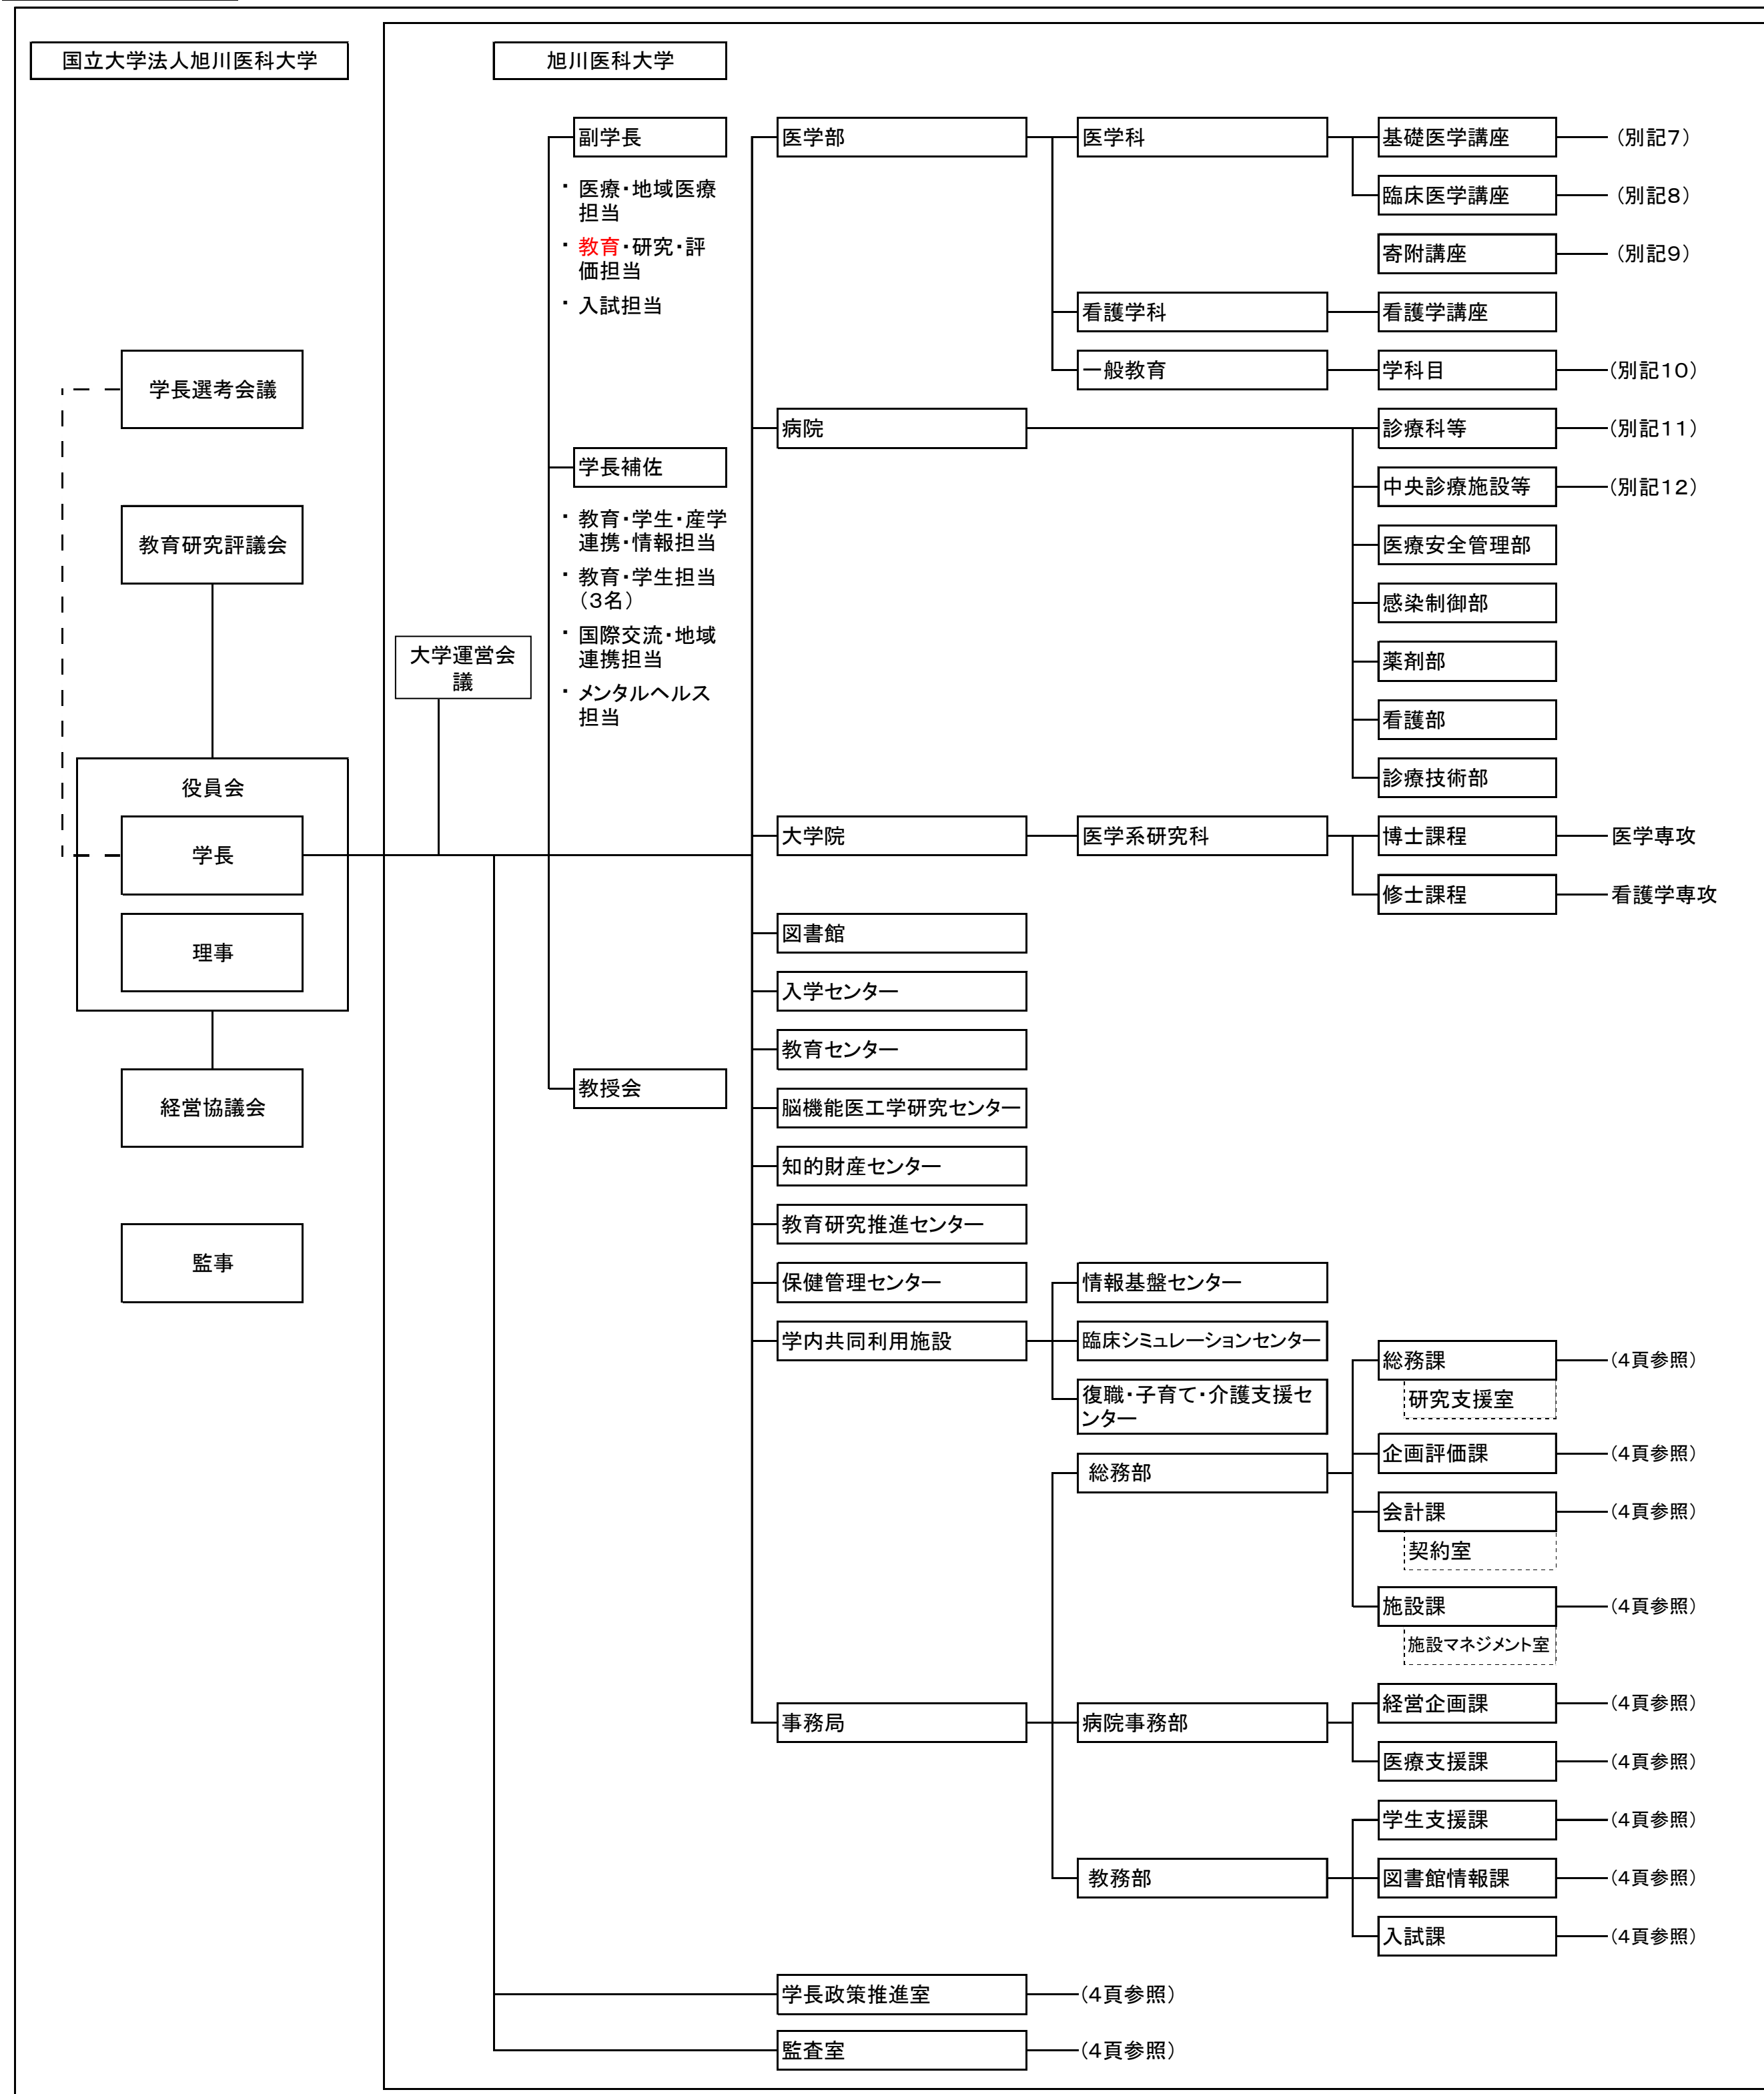 国立大学法人旭川医科大学
旭川医科大学
学長選考会議
教育研究評議会
役員会
学長
理事
経営協議会
監事
大学運営会
議
副学長
・医療・地域医療
担当
・教育・研究・評
価担当
・入試担当
学長補佐
・教育・学生・産学
連携・情報担当
・教育・学生担当
（3名）
・国際交流・地域
連携担当
・メンタルヘルス
担当
教授会
医学部
医学科
基礎医学講座
（別記7）
臨床医学講座
（別記8）
寄附講座
（別記9）
看護学科
看護学講座
一般教育
学科目
（別記10）
病院
診療科等
（別記11）
中央診療施設等
（別記12）
医療安全管理部
感染制御部
薬剤部
看護部
診療技術部
大学院
医学系研究科
博士課程
医学専攻
修士課程
看護学専攻
図書館
入学センター
教育センター
脳機能医工学研究センター
知的財産センター
教育研究推進センター
保健管理センター
学内共同利用施設
情報基盤センター
臨床シミュレーションセンター
復職・子育て・介護支援セ
ンター
事務局
総務部
総務課
（4頁参照）
研究支援室
企画評価課
（4頁参照）
会計課
（4頁参照）
契約室
施設課
（4頁参照）
施設マネジメント室
病院事務部
経営企画課
（4頁参照）
医療支援課
（4頁参照）
教務部
学生支援課
（4頁参照）
図書館情報課
（4頁参照）
入試課
（4頁参照）
学長政策推進室
（4頁参照）
監査室
（4頁参照）